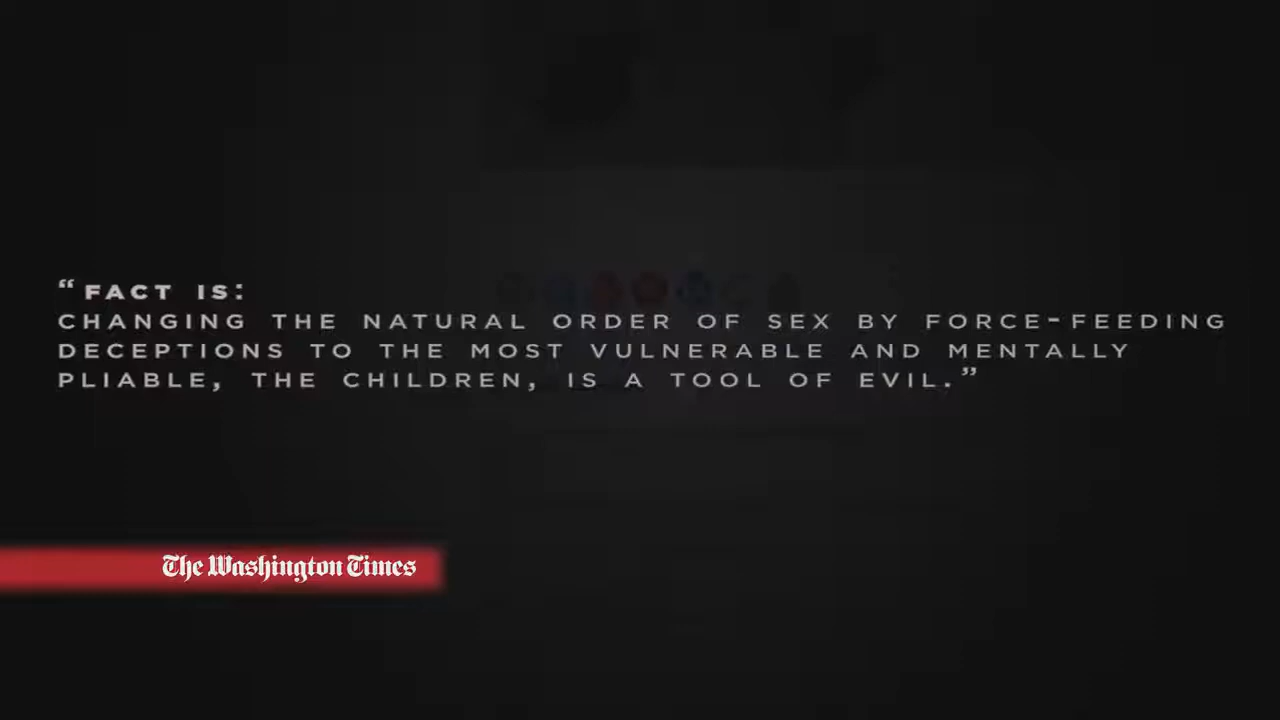 “FACT IS:
CHANGING THE NATURAL ORDER OF SEX BY FORCE-FEEDING
DECEPTIONS TO THE MOST VULNERABLE AND MENTALLY
PLIABLE, THE CHILDREN, IS A TOOL OF EVIL.”
The Washington Times